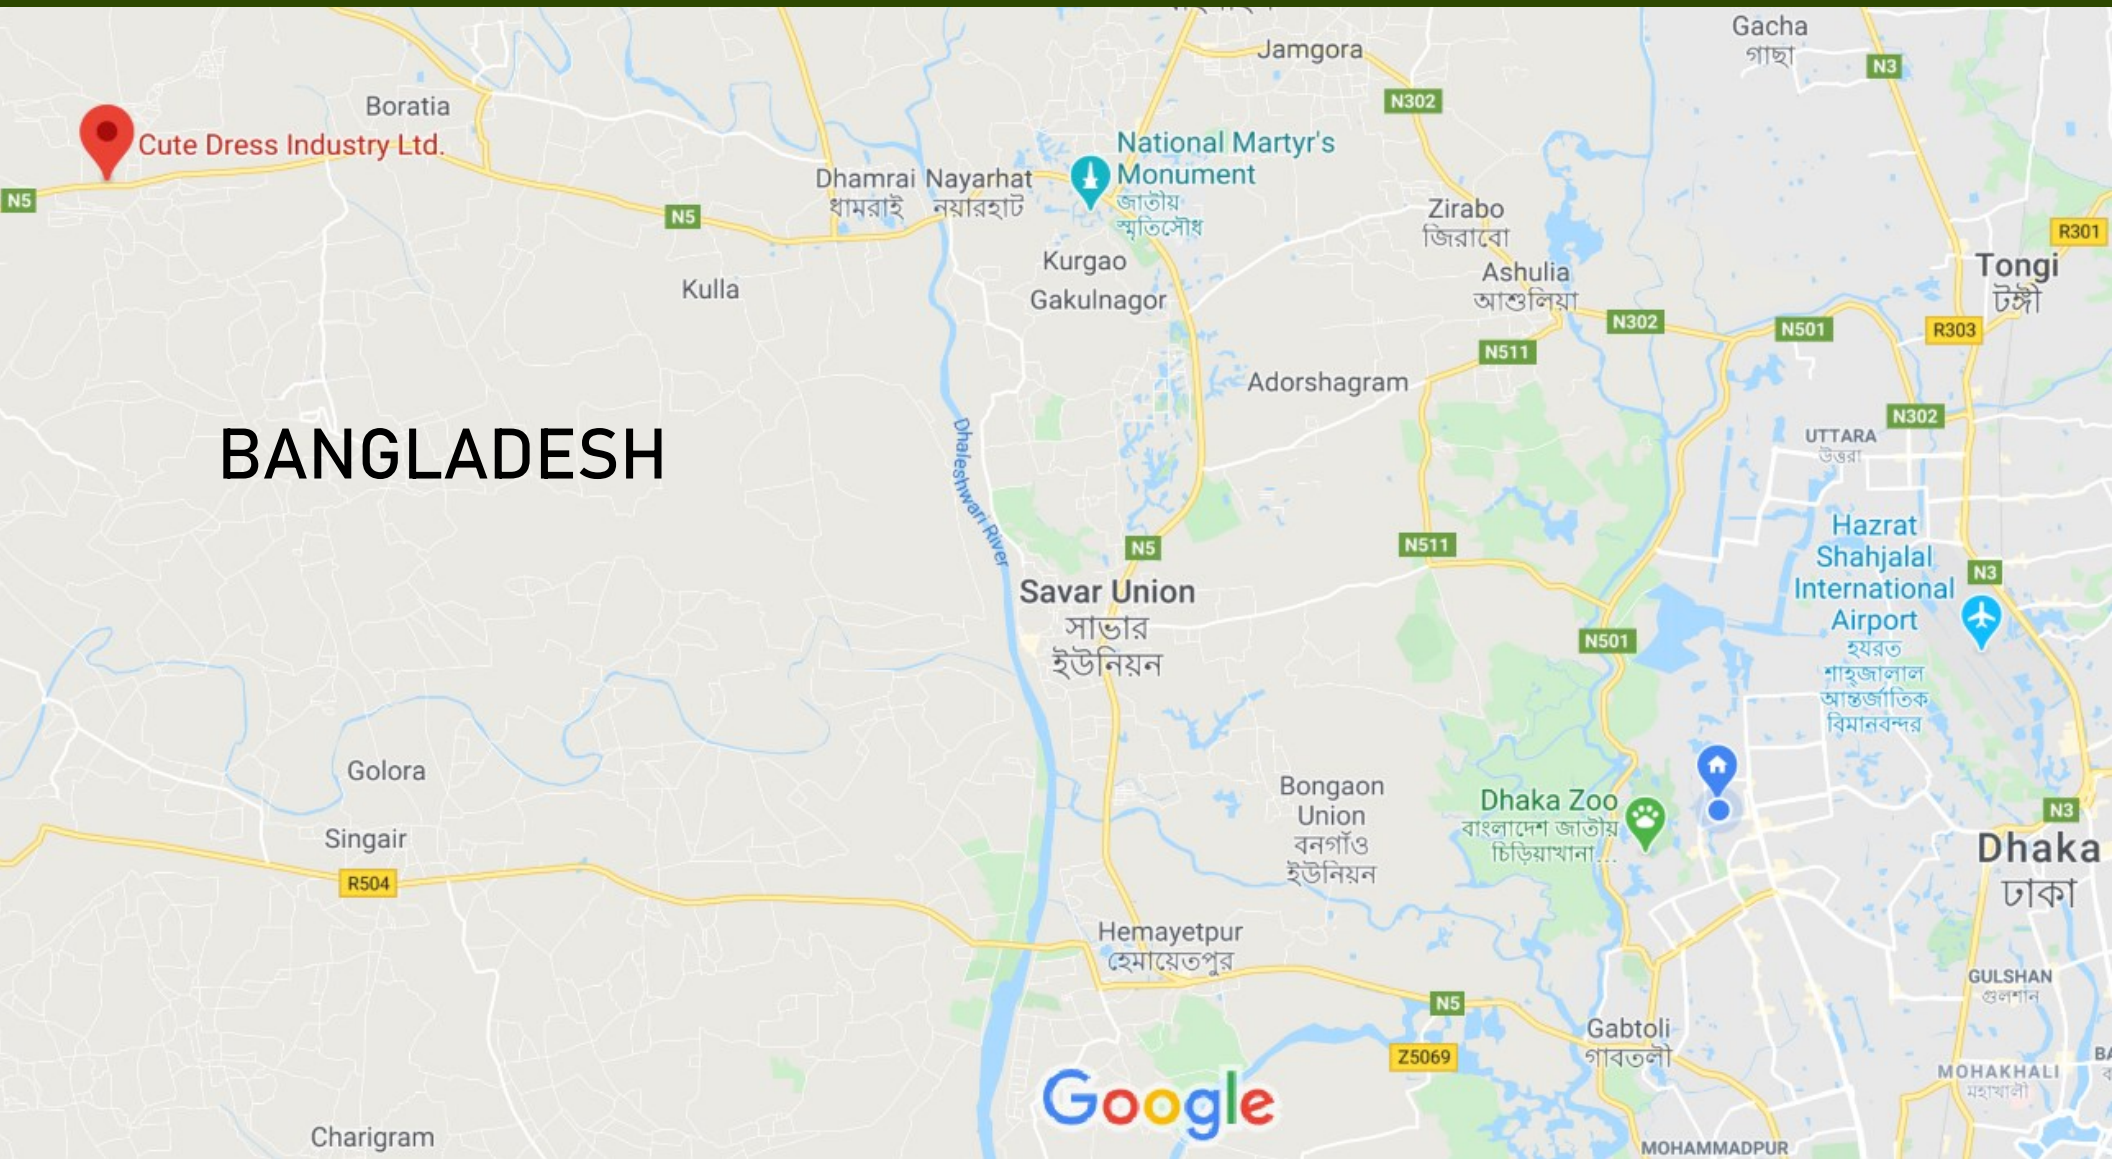 Gacha
গাছা
Jamgora
N3
N302
Boratia
Cute Dress Industry Ltd.
National Martyr's
Monument
জাতীয়
স্মৃতিসৌধ
N5
Dhamrai
ধামরাই
Nayarhat
নয়ারহাট
N5
Zirabo
জিরাবো
R301
Kurgao
Gakulnagor
Ashulia
আশুলিয়া
Tongi
টঙ্গী
Kulla
N302
N501
R303
N511
Adorshagram
N302
BANGLADESH
UTTARA
উত্তরা
Dhaleshwari River
N5
N511
Hazrat
Shahjalal
International
Airport
হযরত
শাহজালাল
আন্তর্জাতিক
বিমানবন্দর
N3
Savar Union
সাভার
ইউনিয়ন
N501
Golora
Bongaon
Union
বনগাঁও
ইউনিয়ন
Dhaka Zoo
বাংলাদেশ জাতীয়
চিড়িয়াখানা...
N3
Singair
Dhaka
ঢাকা
R504
Hemayetpur
হেমায়েতপুর
GULSHAN
গুলশান
N5
Gabtoli
গাবতলী
Z5069
MOHAKHALI
মহাখালী
Google
Charigram
MOHAMMADPUR